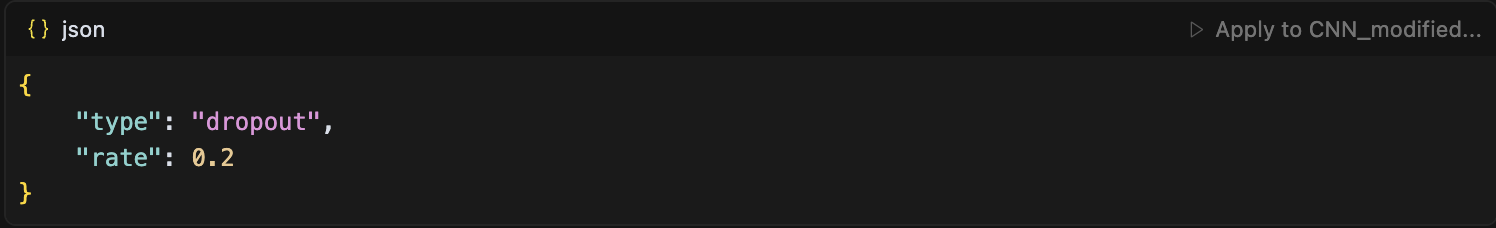 {} json
Apply to CNN_modified...
{
    "type": "dropout",
    "rate": 0.2
}